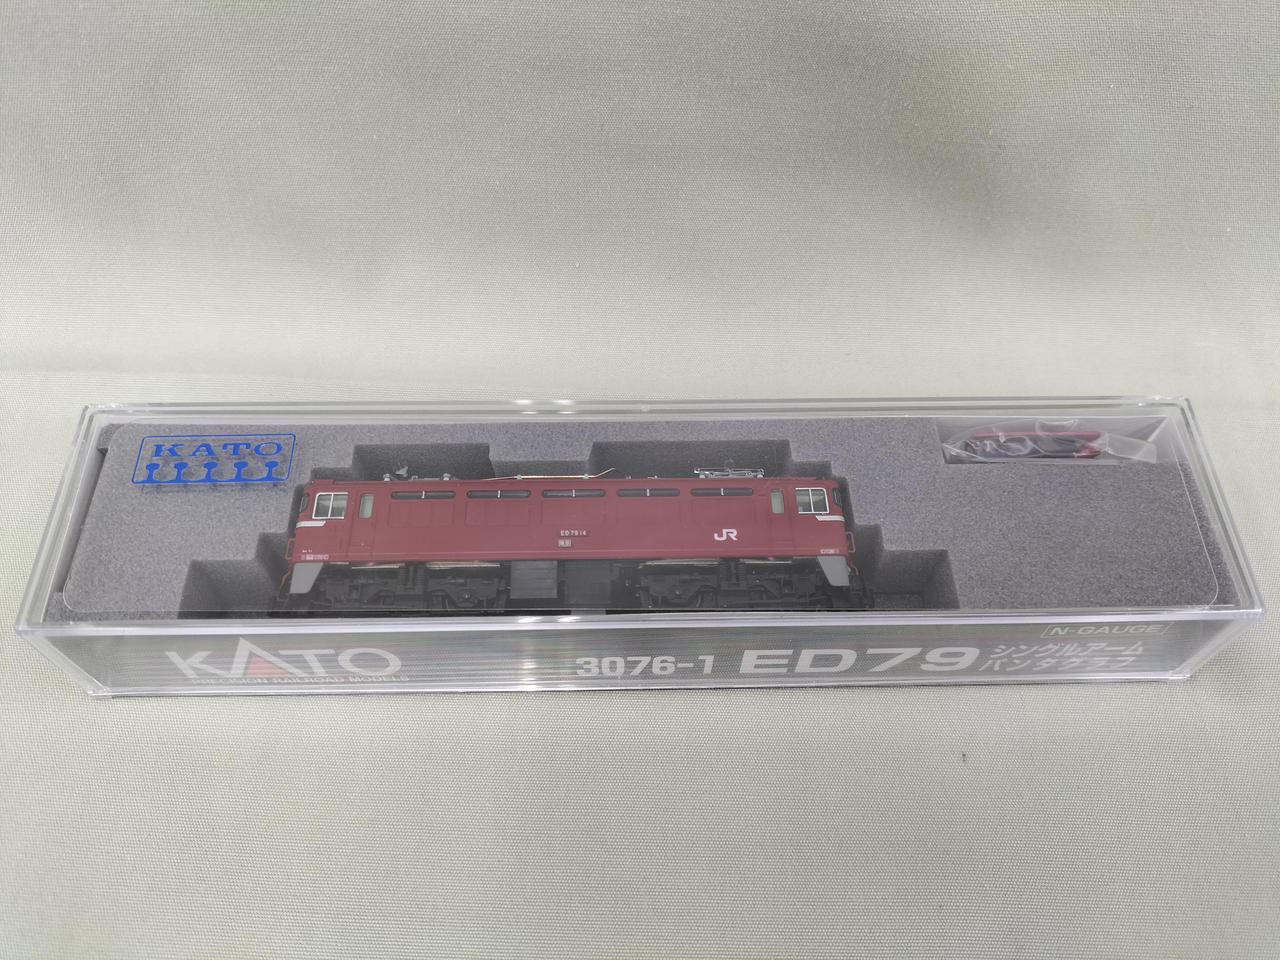 KATO
ED79 14
JR
KATO
PRECISION RAILROAD MODELS
3076-1 ED79
N-GAUGE
シングルアーム
パンタグラフ